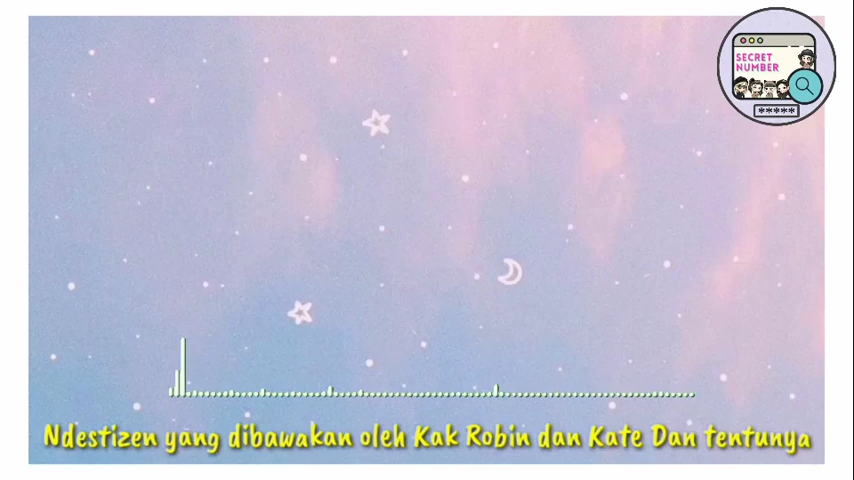 SECRET
NUMBER
*****
Ndestizen yang dibawakan oleh Kak Robin dan Kate Dan tentunya